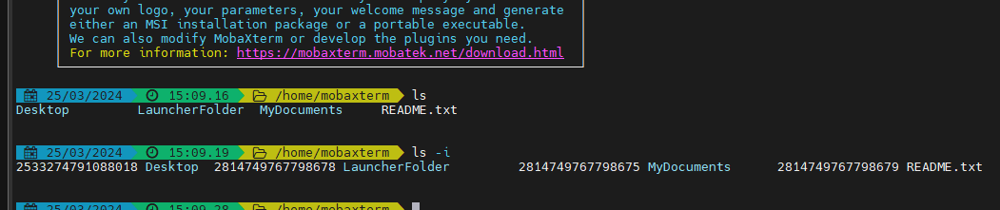 your own logo, your parameters, your welcome message and generate
either an MSI installation package or a portable executable.
We can also modify MobaXterm or develop the plugins you need.
For more information: https://mobaxterm.mobatek.net/download.html
25/03/2024 15:09.16 /home/mobaxterm ls
Desktop LauncherFolder MyDocuments README.txt
25/03/2024 15:09.19 /home/mobaxterm ls -i
2533274791088018 Desktop 2814749767798678 LauncherFolder 2814749767798675 MyDocuments 2814749767798679 README.txt
25/03/2024 15:09.28 /home/mobaxterm